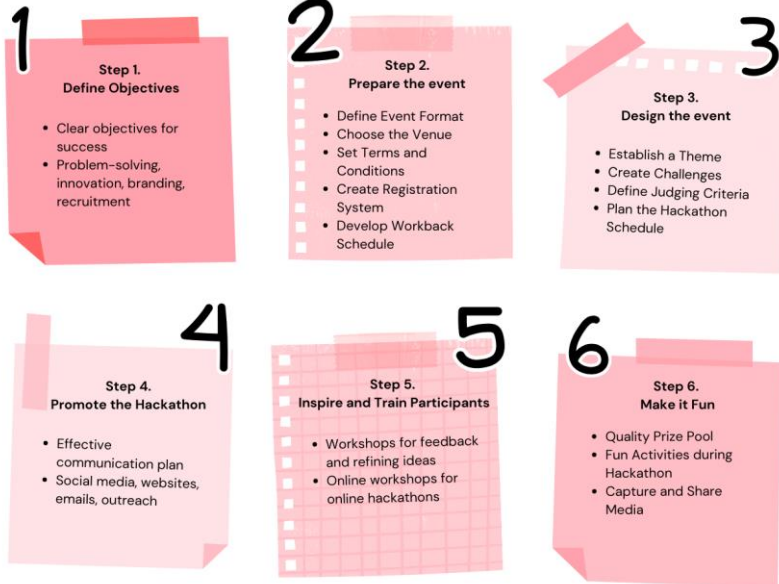 1
Step 1.
Define Objectives
• Clear objectives for
success
• Problem-solving,
innovation, branding,
recruitment
2
Step 2.
Prepare the event
• Define Event Format
• Choose the Venue
• Set Terms and
Conditions
• Create Registration
System
• Develop Workback
Schedule
3
Step 3.
Design the event
• Establish a Theme
• Create Challenges
• Define Judging Criteria
• Plan the Hackathon
Schedule
4
Step 4.
Promote the Hackathon
• Effective
communication plan
• Social media, websites,
emails, outreach
5
Step 5.
Inspire and Train Participants
• Workshops for feedback
and refining ideas
• Online workshops for
online hackathons
6
Step 6.
Make it Fun
• Quality Prize Pool
• Fun Activities during
Hackathon
• Capture and Share
Media